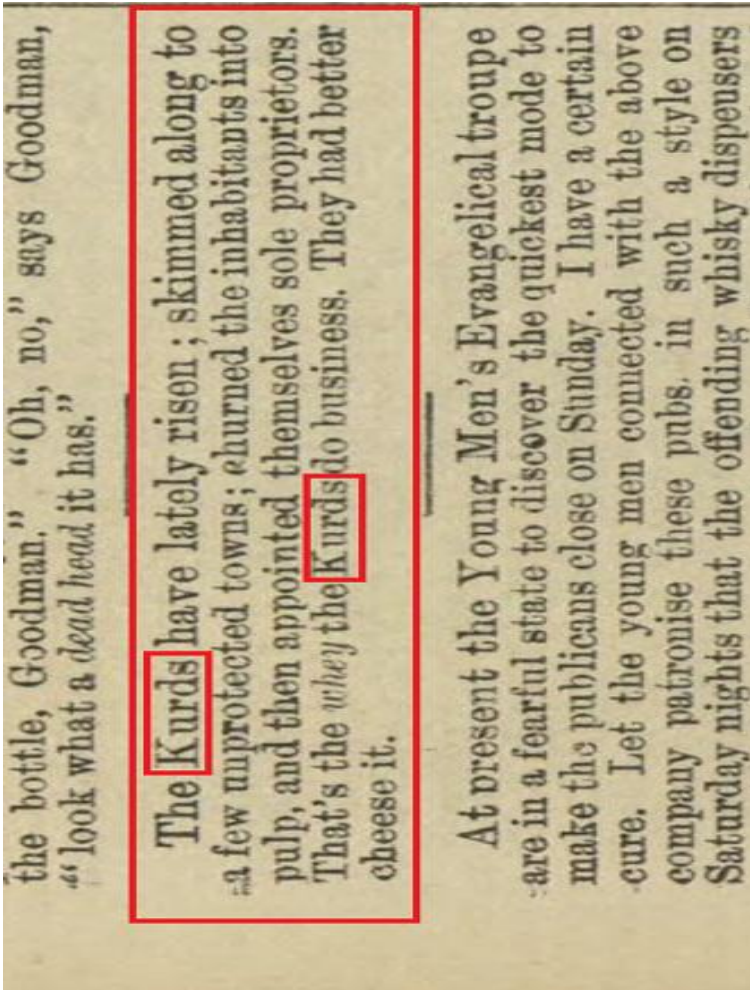 the bottle, Goodman." "Oh, no," says Goodman,
"look what a dead head it has."
The Kurds have lately risen; skimmed along to
a few unprotected towns; churned the inhabitants into
pulp, and then appointed themselves sole proprietors.
That's the whey the Kurds do business. They had better
cheese it.
At present the Young Men's Evangelical troupe
are in a fearful state to discover the quickest mode to
make the publicans close on Sunday. I have a certain
cure. Let the young men connected with the above
company patronise these pubs. in such a style on
Saturday nights that the offending whisky dispensers